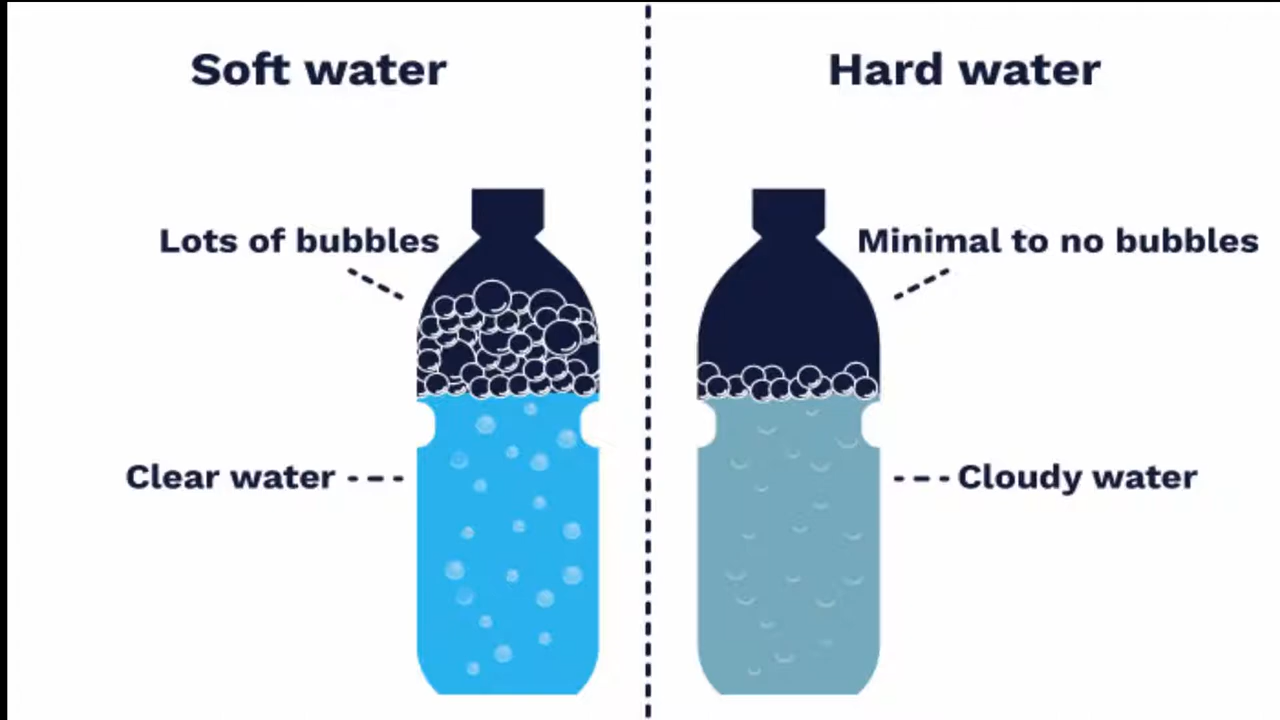 Soft water
Hard water
Lots of bubbles
Minimal to no bubbles
Clear water
Cloudy water